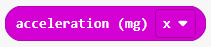 acceleration (mg) x